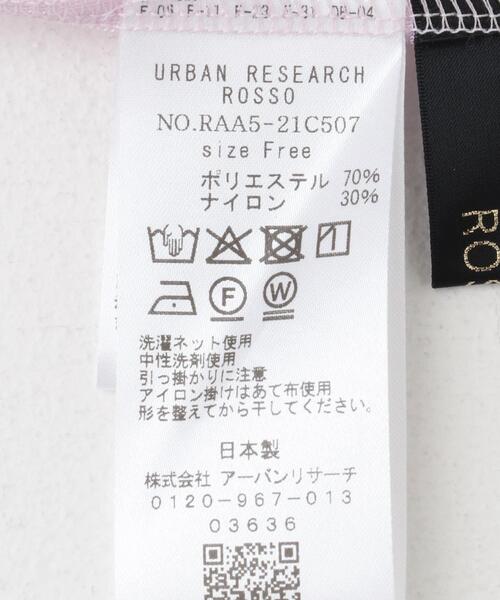 URBAN RESEARCH
ROSSO
NO.RAA5-21C507
size Free
ポリエステル 70%
ナイロン 30%
F W
洗濯ネット使用
中性洗剤使用
引っ掛かりに注意
アイロン掛けはあて布使用
形を整えてから干してください。
日本製
株式会社 アーバンリサーチ
0120-967-013
03636
ROS